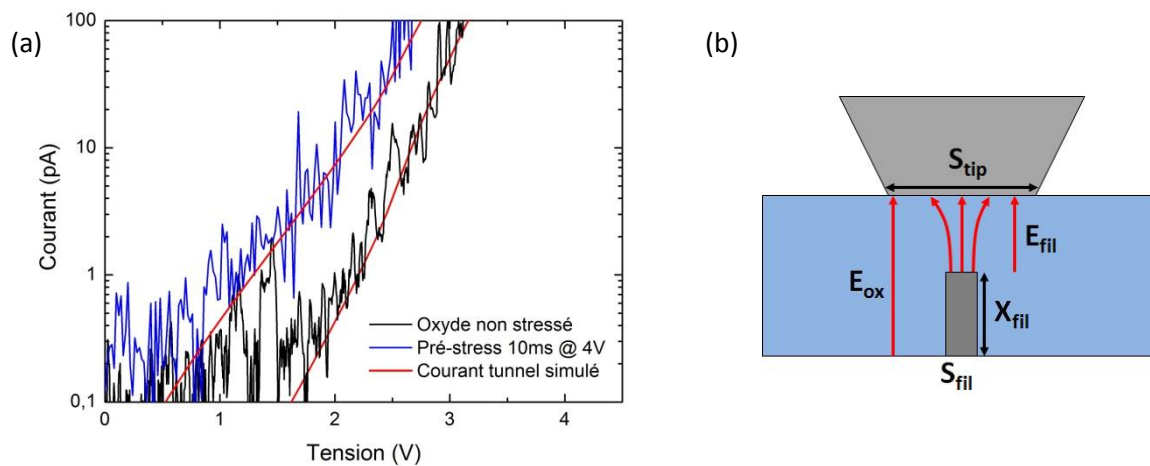 (a)
100
10
1
0,1
Courant (pA)
0
1
2
3
4
Tension (V)
Oxyde non stressé
Pré-stress 10ms @ 4V
Courant tunnel simulé
(b)
Stip
Eox
Efil
Xfil
Sfil